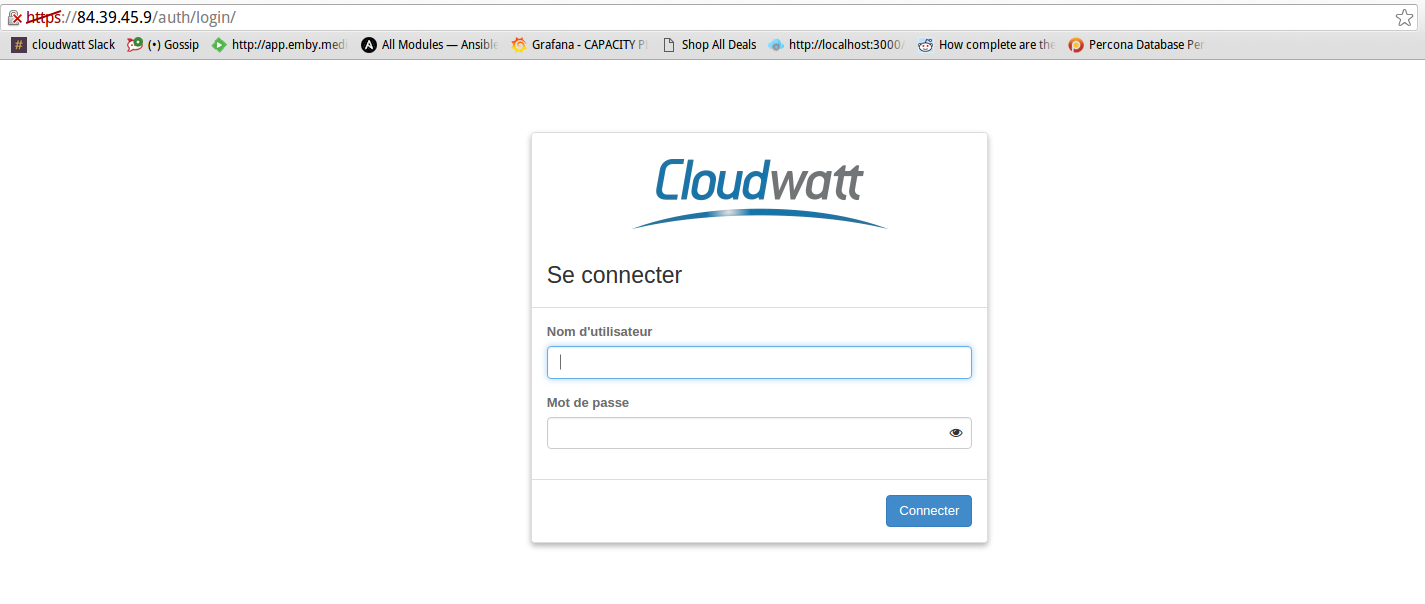 https://84.39.45.9/auth/login/
# cloudwatt Slack (•) Gossip http://app.emby.medi All Modules — Ansible Grafana - CAPACITY Pl Shop All Deals http://localhost:3000/ How complete are the Percona Database Per
Cloudwatt
Se connecter
Nom d'utilisateur
Mot de passe
Connecter